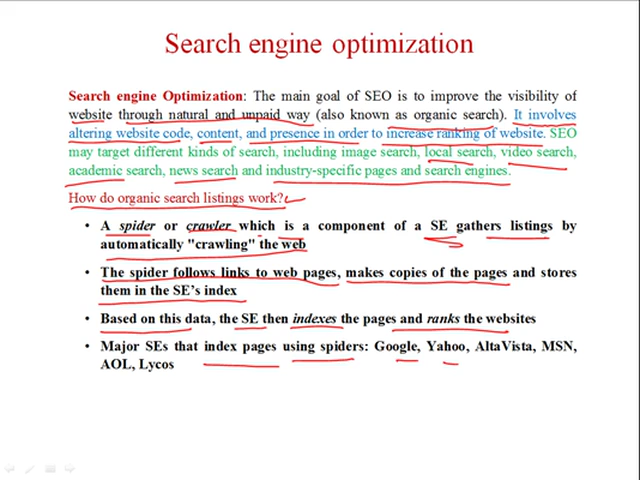 Search engine optimization
Search engine Optimization: The main goal of SEO is to improve the visibility of
website through natural and unpaid way (also known as organic search). It involves
altering website code, content, and presence in order to increase ranking of website. SEO
may target different kinds of search, including image search, local search, video search,
academic search, news search and industry-specific pages and search engines.
How do organic search listings work?
• A spider or crawler which is a component of a SE gathers listings by
automatically "crawling" the web
• The spider follows links to web pages, makes copies of the pages and stores
them in the SE's index
• Based on this data, the SE then indexes the pages and ranks the websites
• Major SEs that index pages using spiders: Google, Yahoo, AltaVista, MSN,
AOL, Lycos